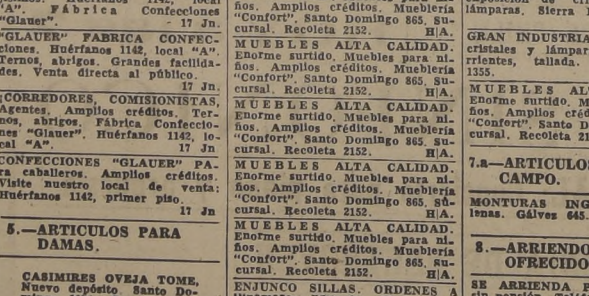 "A". Fábrica Confecciones
"Glauer". - 17 Jn.
"GLAUER" FABRICA CONFEC-
ciones. Huérfanos 1142, local "A".
Ternos, abrigos. Grandes facilida-
des. Venta directa al público.
17 Jn.
¡CORREDORES, COMISIONISTAS,
Agentes. Amplios créditos. Ter-
nos, abrigos. Fábrica Confeccio-
nes "Glauer". Huérfanos 1142, lo-
cal "A". 17 Jn
CONFECCIONES "GLAUER" PA-
ra caballeros. Amplios créditos.
Visite nuestro local de venta:
Huérfanos 1142, primer piso.
17 Jn
5.—ARTICULOS PARA
DAMAS.
CASIMIRES OVEJA TOME,
Nuevo depósito. Santo Do-
ños. Amplios créditos. Mueblería
"Confort". Santo Domingo 865, Su-
cursal. Recoleta 2152. H|A.
MUEBLES ALTA CALIDAD.
Enorme surtido. Muebles para ni-
ños. Amplios créditos. Mueblería
"Confort". Santo Domingo 865, Su-
cursal. Recoleta 2152. H|A.
MUEBLES ALTA CALIDAD.
Enorme surtido. Muebles para ni-
ños. Amplios créditos. Mueblería
"Confort". Santo Domingo 865, Su-
cursal. Recoleta 2152. H|A.
MUEBLES ALTA CALIDAD.
Enorme surtido. Muebles para ni-
ños. Amplios créditos. Mueblería
"Confort". Santo Domingo 865, Su-
cursal. Recoleta 2152. H|A.
MUEBLES ALTA CALIDAD.
Enorme surtido. Muebles para ni-
ños. Amplios créditos. Mueblería
"Confort". Santo Domingo 865, Su-
cursal. Recoleta 2152. H|A.
ENJUNCO SILLAS. ORDENES A
lámparas. Sierra
GRAN INDUSTRIA
cristales y lámpar
rrientes, tallada.
1355.
MUEBLES AL
Enorme surtido. M
ños. Amplios créd
"Confort". Santo D
cursal. Recoleta 2
7.a—ARTICULOS
CAMPO.
MONTURAS ING
lenas. Gálvez 645.
8.—ARRIENDO
OFRECIDO
SE ARRIENDA P